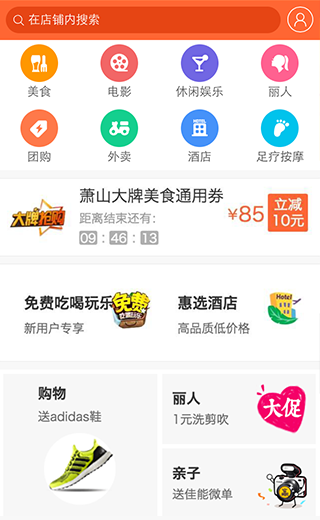 在店铺内搜索
美食
电影
休闲娱乐
丽人
团购
外卖
酒店
足疗按摩
大牌抢购
萧山大牌美食通用券
距离结束还有:
09 : 46 : 13
¥85
立减
10元
免费吃喝玩乐
新用户专享
免费
惠选酒店
高品质低价格
Hotel
购物
送adidas鞋
丽人
1元洗剪吹
大促
亲子
送佳能微单